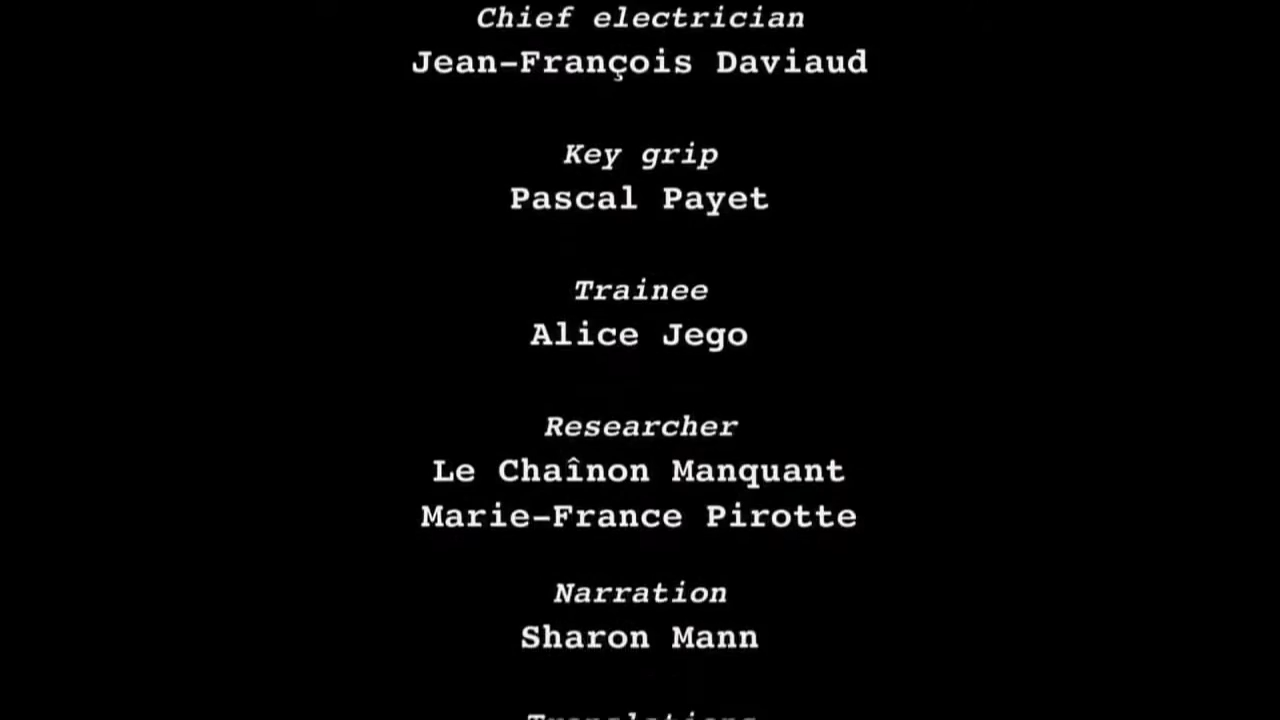 Chief electrician
Jean-François Daviaud
Key grip
Pascal Payet
Trainee
Alice Jego
Researcher
Le Chaînon Manquant
Marie-France Pirotte
Narration
Sharon Mann